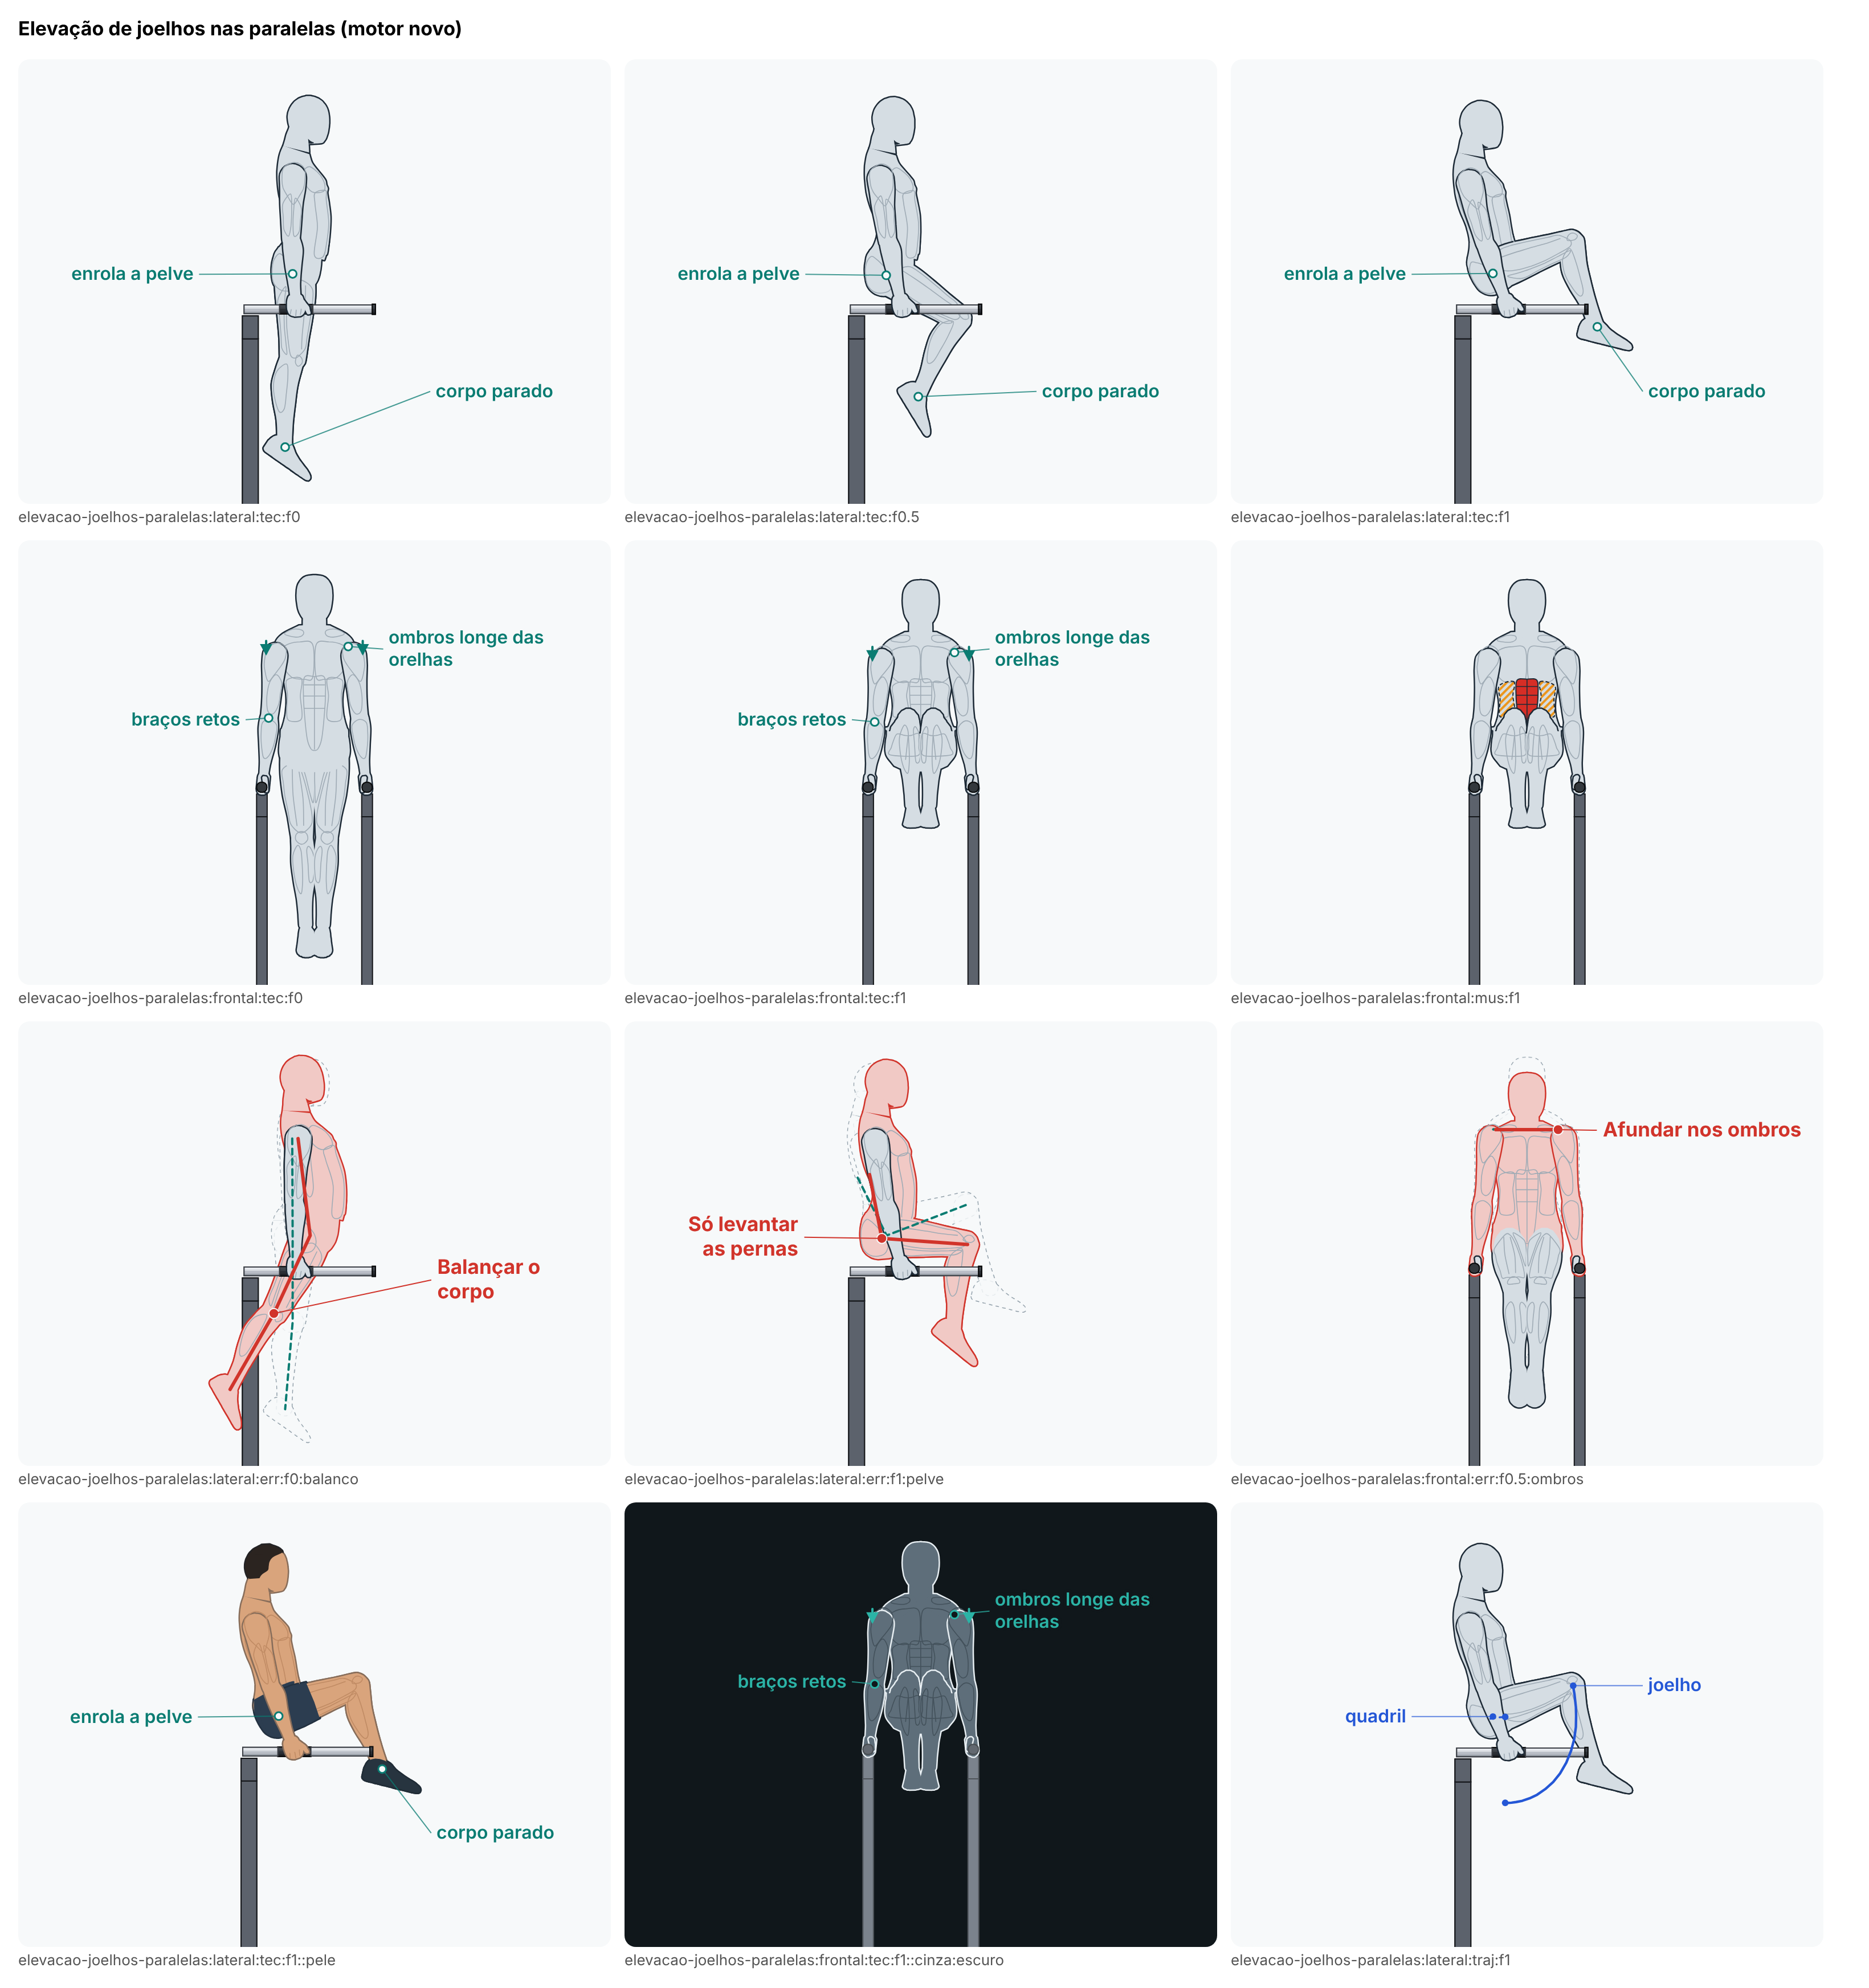 Elevação de joelhos nas paralelas (motor novo)
enrola a pelve
corpo parado
elevacao-joelhos-paralelas:lateral:tec:f0
enrola a pelve
corpo parado
elevacao-joelhos-paralelas:lateral:tec:f0.5
enrola a pelve
corpo parado
elevacao-joelhos-paralelas:lateral:tec:f1
ombros longe das
orelhas
braços retos
elevacao-joelhos-paralelas:frontal:tec:f0
ombros longe das
orelhas
braços retos
elevacao-joelhos-paralelas:frontal:tec:f1
elevacao-joelhos-paralelas:frontal:mus:f1
Balançar o
corpo
elevacao-joelhos-paralelas:lateral:err:f0:balanco
Só levantar
as pernas
elevacao-joelhos-paralelas:lateral:err:f1:pelve
Afundar nos ombros
elevacao-joelhos-paralelas:frontal:err:f0.5:ombros
enrola a pelve
corpo parado
elevacao-joelhos-paralelas:lateral:tec:f1::pele
ombros longe das
orelhas
braços retos
elevacao-joelhos-paralelas:frontal:tec:f1::cinza:escuro
joelho
quadril
elevacao-joelhos-paralelas:lateral:traj:f1